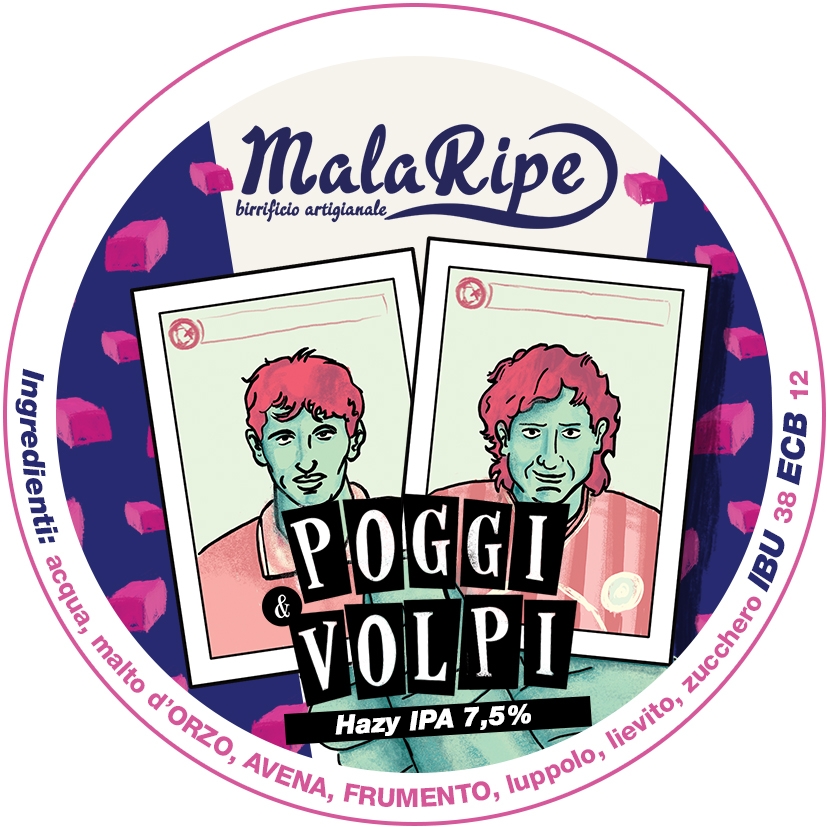 MalaRipe
birrificio artigianale
POGGI
&
VOLPI
Hazy IPA 7,5%
Ingredienti: acqua, malto d'ORZO, AVENA, FRUMENTO, luppolo, lievito, zucchero IBU 38 ECB 12